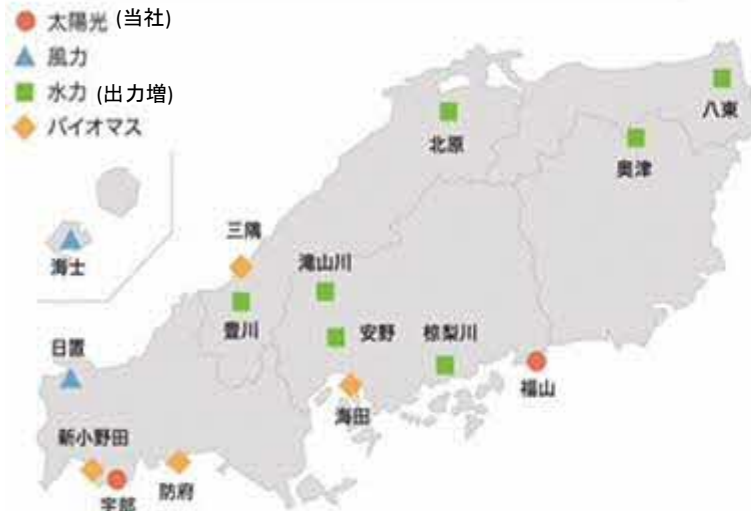 太陽光 (当社)
風力
水力 (出力増)
バイオマス
八東
北原
奥津
三隅
海士
滝山川
豊川
安野
椋梨川
日置
福山
海田
新小野田
防府
宇部